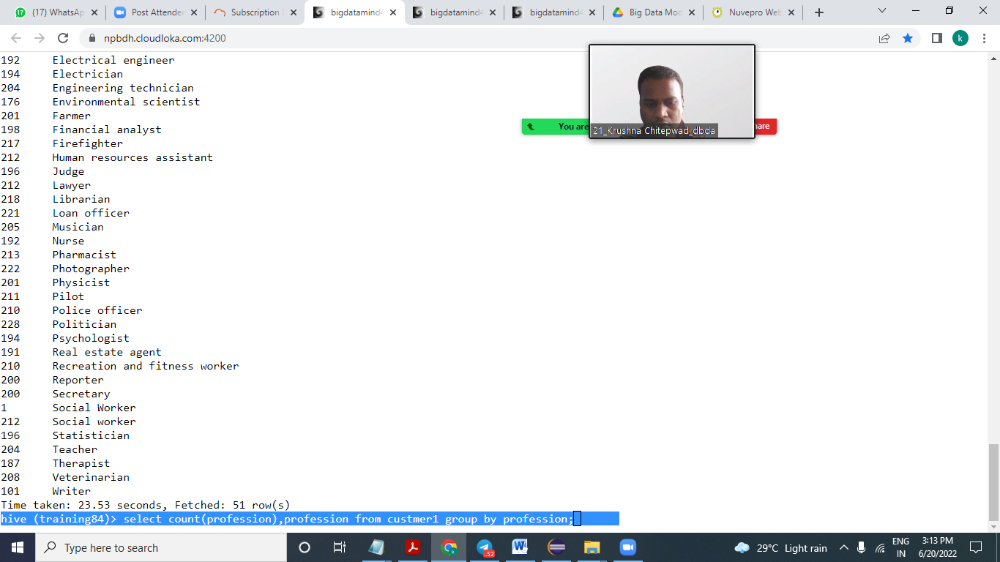 (17) WhatsAp
Post Attende
Subscription
bigdatamind
bigdatamind
bigdatamind
Big Data Mod
Nuvepro Web
npbdh.cloudloka.com:4200
k
192 Electrical engineer
194 Electrician
204 Engineering technician
176 Environmental scientist
201 Farmer
198 Financial analyst
217 Firefighter
212 Human resources assistant
196 Judge
212 Lawyer
218 Librarian
221 Loan officer
205 Musician
192 Nurse
213 Pharmacist
222 Photographer
201 Physicist
211 Pilot
210 Police officer
228 Politician
194 Psychologist
191 Real estate agent
210 Recreation and fitness worker
200 Reporter
200 Secretary
1 Social Worker
212 Social worker
196 Statistician
204 Teacher
187 Therapist
208 Veterinarian
101 Writer
Time taken: 23.53 seconds, Fetched: 51 row(s)
hive (training84)> select count(profession),profession from custmer1 group by profession;
You are
hare
21_Krushna Chitepwad_dbda
Type here to search
.52
29°C Light rain
ENG
IN
3:13 PM
6/20/2022